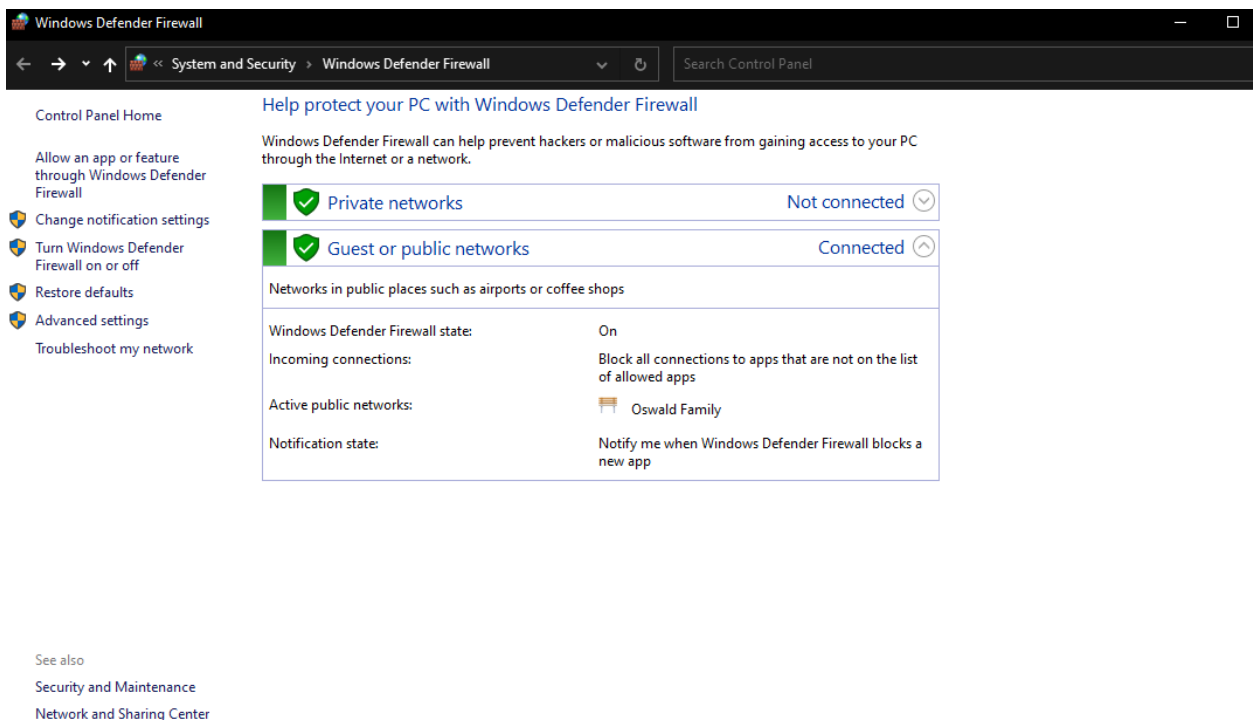 Windows Defender Firewall
« System and Security › Windows Defender Firewall
Search Control Panel
Control Panel Home
Allow an app or feature
through Windows Defender
Firewall
Change notification settings
Turn Windows Defender
Firewall on or off
Restore defaults
Advanced settings
Troubleshoot my network
Help protect your PC with Windows Defender Firewall
Windows Defender Firewall can help prevent hackers or malicious software from gaining access to your PC
through the Internet or a network.
Private networks Not connected
Guest or public networks Connected
Networks in public places such as airports or coffee shops
Windows Defender Firewall state: On
Incoming connections: Block all connections to apps that are not on the list
of allowed apps
Active public networks: Oswald Family
Notification state: Notify me when Windows Defender Firewall blocks a
new app
See also
Security and Maintenance
Network and Sharing Center